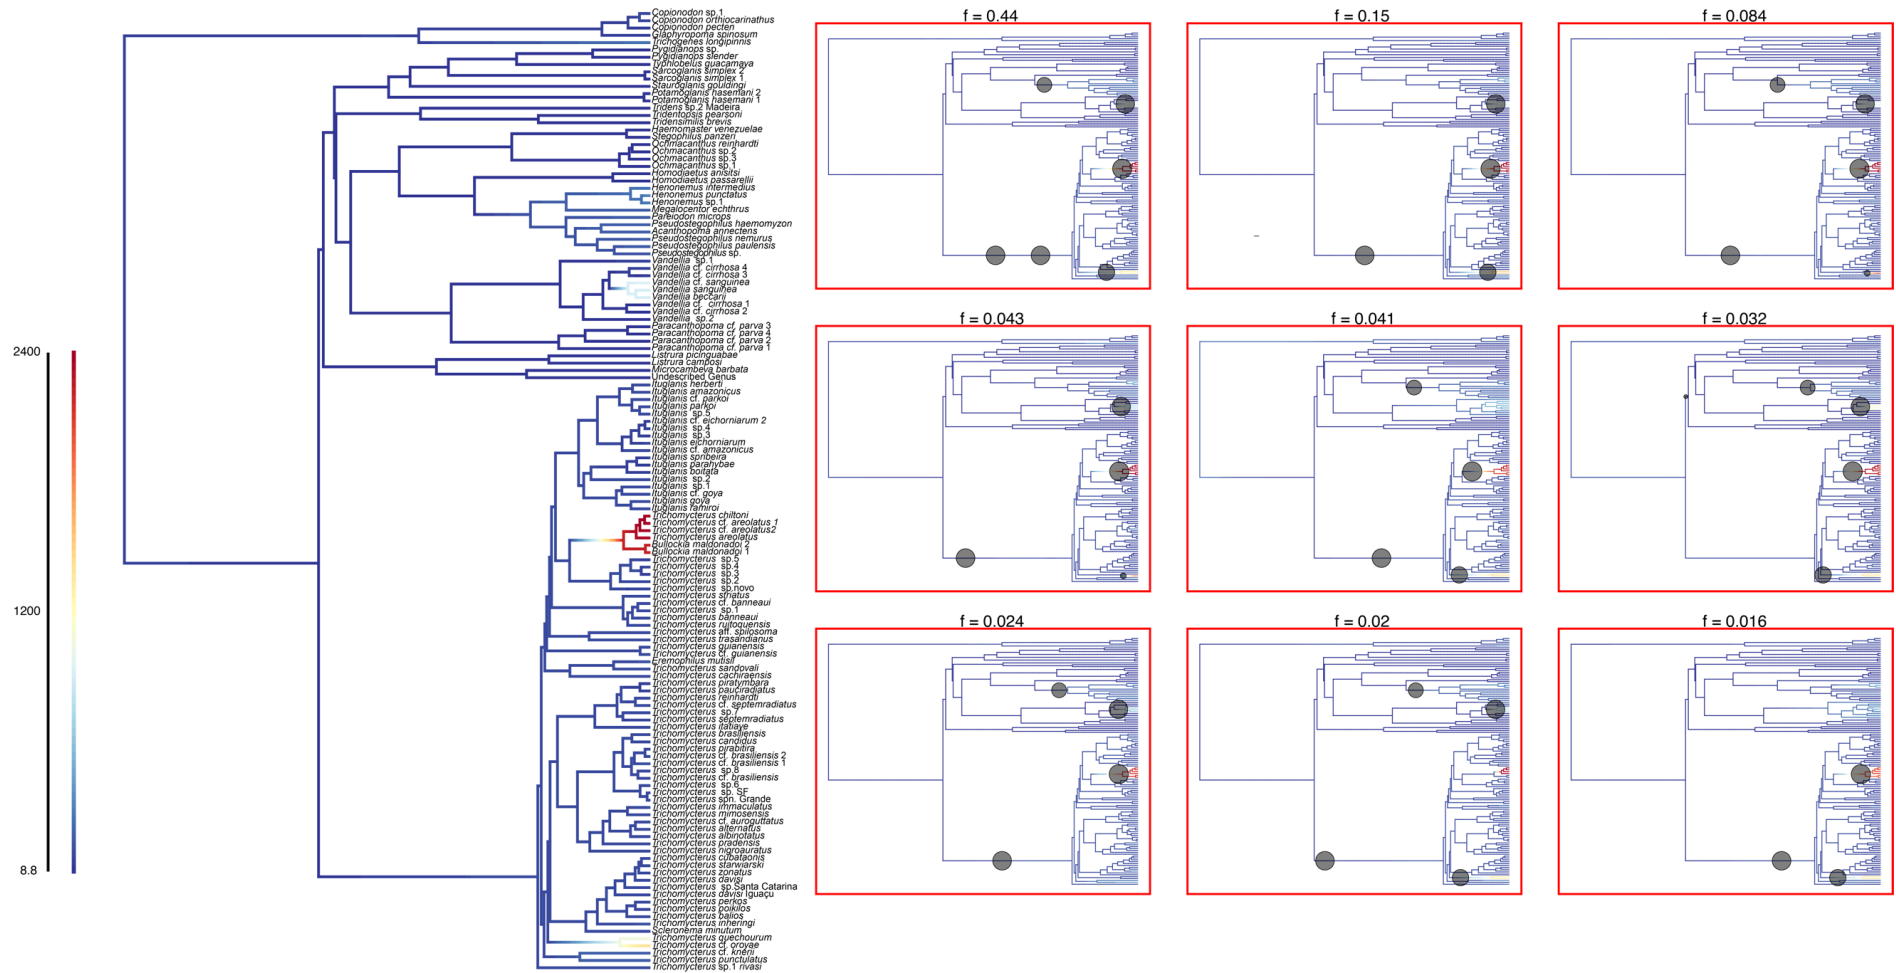 Copionodon sp.1
Copionodon orthiocarinathus
Copionodon pecten
Glaphyropoma spinosum
Trichogenes longipinnis
Pygidianops sp.
Pygidianops slender
Typhlobelus guacamaya
Sarcoglanis simplex 2
Sarcoglanis simplex 1
Stauroglanis gouldingi
Potamoglanis hasemani 2
Potamoglanis hasemani 1
Tridens sp.2 Madeira
Tridentopsis pearsoni
Tridensimilis brevis
Haemomaster venezuelae
Stegophilus panzeri
Ochmacanthus reinhardti
Ochmacanthus sp.2
Ochmacanthus sp.3
Ochmacanthus sp.1
Homodiaetus anisitsi
Homodiaetus passarellii
Henonemus intermedius
Henonemus punctatus
Henonemus sp.1
Megalocentor echthrus
Pareiodon microps
Pseudostegophilus haemomyzon
Acanthopoma annectens
Pseudostegophilus nemurus
Pseudostegophilus paulensis
Pseudostegophilus sp.
Vandellia sp.1
Vandellia cf. cirrhosa 4
Vandellia cf. cirrhosa 3
Vandellia cf. sanguinea
Vandellia sanguinea
Vandellia beccarii
Vandellia cf. cirrhosa 1
Vandellia cf. cirrhosa 2
Vandellia sp.2
Paracanthopoma cf. parva 3
Paracanthopoma cf. parva 4
Paracanthopoma cf. parva 2
Paracanthopoma cf. parva 1
Listrura picinguabae
Listrura camposi
Microcambeva barbata
Undescribed Genus
Ituglanis herberti
Ituglanis amazonicus
Ituglanis cf. parkoi
Ituglanis parkoi
Ituglanis sp.5
Ituglanis cf. eichorniarum 2
Ituglanis sp.4
Ituglanis sp.3
Ituglanis eichorniarum
Ituglanis cf. amazonicus
Ituglanis spribeira
Ituglanis parahybae
Ituglanis boitata
Ituglanis sp.2
Ituglanis sp.1
Ituglanis cf. goya
Ituglanis goya
Ituglanis ramiroi
Trichomycterus chiltoni
Trichomycterus cf. areolatus 1
Trichomycterus cf. areolatus2
Trichomycterus areolatus
Bullockia maldonadoi 2
Bullockia maldonadoi 1
Trichomycterus sp.5
Trichomycterus sp.4
Trichomycterus sp.3
Trichomycterus sp.2
Trichomycterus sp.novo
Trichomycterus striatus
Trichomycterus cf. banneaui
Trichomycterus sp.1
Trichomycterus banneaui
Trichomycterus ruitoquensis
Trichomycterus aff. spilosoma
Trichomycterus trasandianus
Trichomycterus guianensis
Trichomycterus cf. guianensis
Eremophilus mutisii
Trichomycterus sandovali
Trichomycterus cachiraensis
Trichomycterus piratymbara
Trichomycterus pauciradiatus
Trichomycterus reinhardti
Trichomycterus cf. septemradiatus
Trichomycterus sp.7
Trichomycterus septemradiatus
Trichomycterus itatiaye
Trichomycterus brasiliensis
Trichomycterus candidus
Trichomycterus pirabitira
Trichomycterus cf. brasiliensis 2
Trichomycterus cf. brasiliensis 1
Trichomycterus sp.8
Trichomycterus cf. brasiliensis
Trichomycterus sp.6
Trichomycterus sp. SF
Trichomycterus spn. Grande
Trichomycterus immaculatus
Trichomycterus mimosensis
Trichomycterus cf. auroguttatus
Trichomycterus alternatus
Trichomycterus albinotatus
Trichomycterus pradensis
Trichomycterus nigroauratus
Trichomycterus cubataonis
Trichomycterus starwiarski
Trichomycterus zonatus
Trichomycterus davisi
Trichomycterus sp.Santa Catarina
Trichomycterus davisi Iguaçu
Trichomycterus perkos
Trichomycterus poikilos
Trichomycterus balios
Trichomycterus iheringi
Scleronema minutum
Trichomycterus quechourum
Trichomycterus cf. oroyae
Trichomycterus cf. knerii
Trichomycterus punctulatus
Trichomycterus sp.1 rivasi
2400
1200
8.8
f = 0.44
f = 0.15
f = 0.084
f = 0.043
f = 0.041
f = 0.032
f = 0.024
f = 0.02
f = 0.016